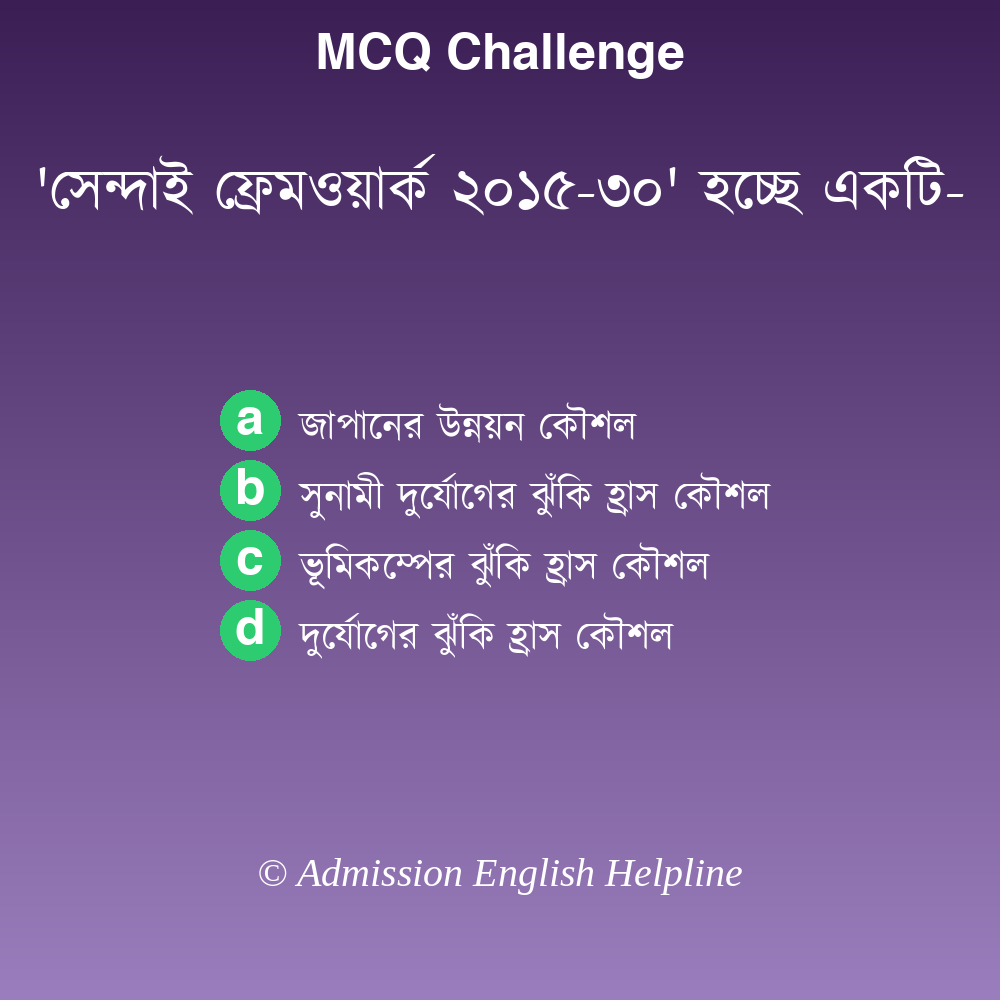 MCQ Challenge
'সেন্দাই ফ্রেমওয়ার্ক ২০১৫-৩০' হচ্ছে একটি-
a জাপানের উন্নয়ন কৌশল
b সুনামী দুর্যোগের ঝুঁকি হ্রাস কৌশল
c ভূমিকম্পের ঝুঁকি হ্রাস কৌশল
d দুর্যোগের ঝুঁকি হ্রাস কৌশল
© Admission English Helpline